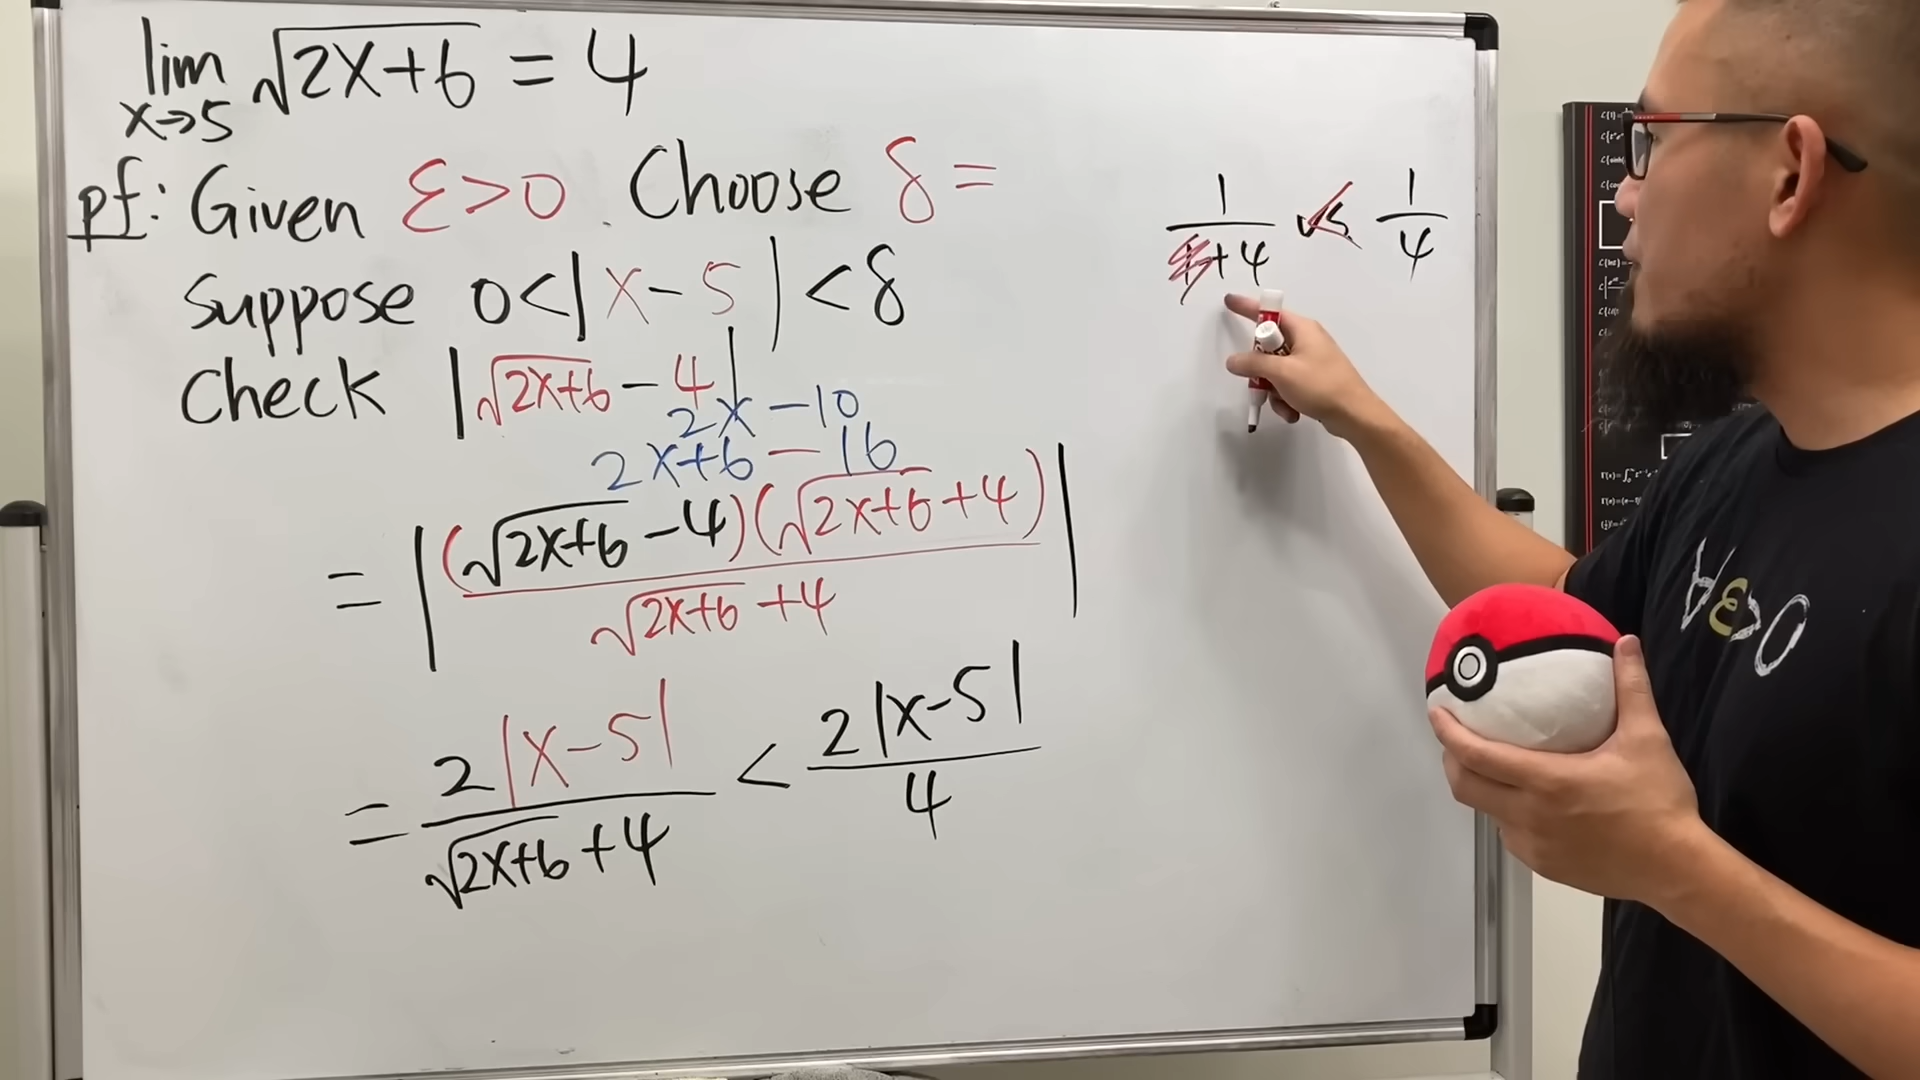 lim x→5 √2x+6 = 4
pf: Given ε>0. Choose δ=
Suppose 0<|x-5|<δ
Check |√2x+6 - 4|
2x-10
2x+6-16
= |(√2x+6 - 4)(√2x+6 + 4) / √2x+6 + 4|
= 2|x-5| / √2x+6 + 4 < 2|x-5| / 4
1 / 1+4 vs. 1 / 4
∀ε>0